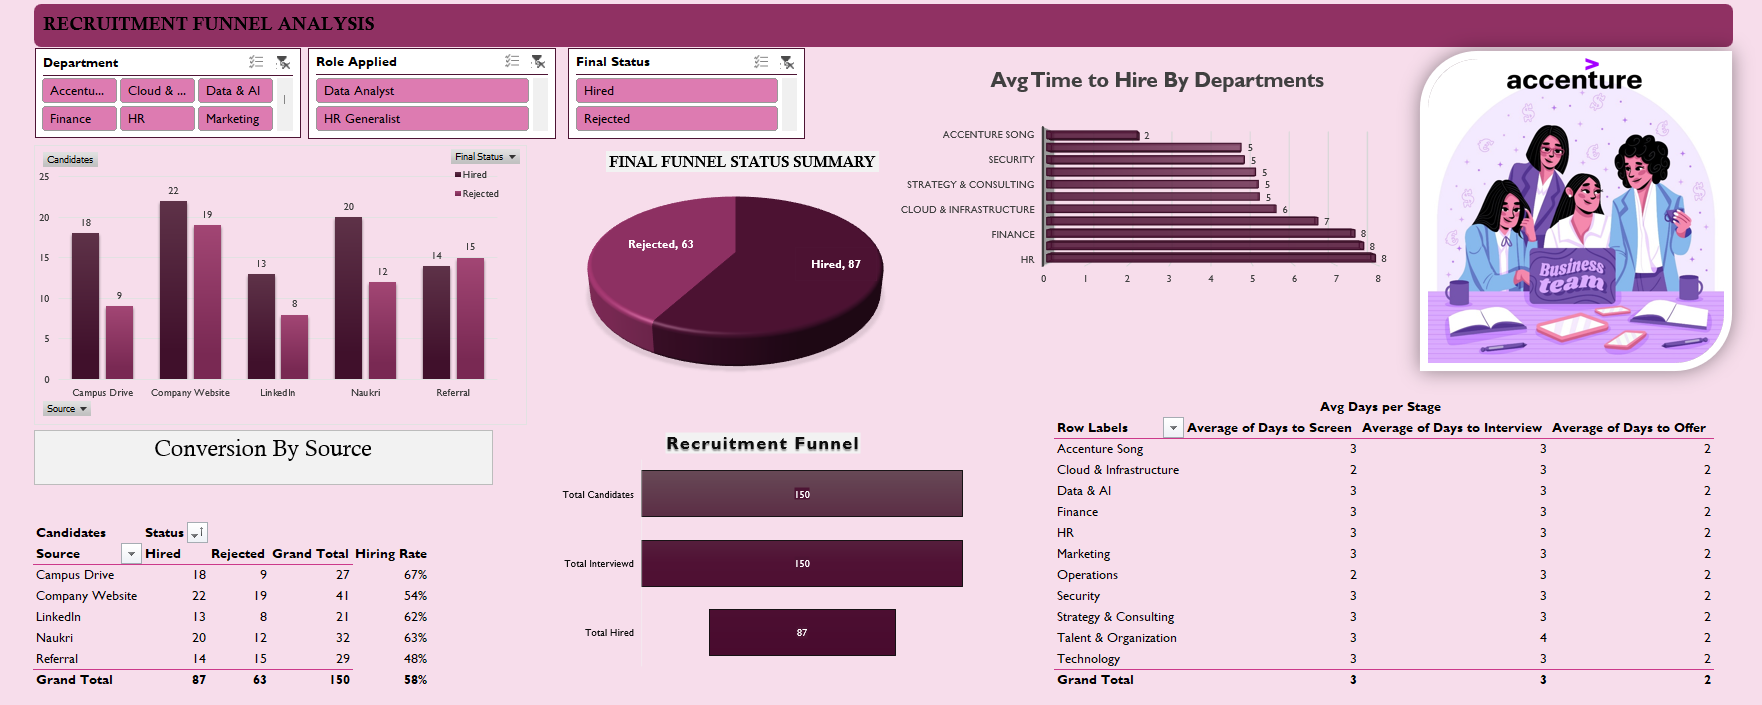 RECRUITMENT FUNNEL ANALYSIS
Department
Accentu...
Cloud & ...
Data & AI
Finance
HR
Marketing
Role Applied
Data Analyst
HR Generalist
Final Status
Hired
Rejected
Candidates
Final Status
Hired
Rejected
25
20
15
10
5
0
18
9
22
19
13
8
20
12
14
15
Campus Drive
Company Website
LinkedIn
Naukri
Referral
Source
FINAL FUNNEL STATUS SUMMARY
Rejected, 63
Hired, 87
Avg Time to Hire By Departments
ACCENTURE SONG
SECURITY
STRATEGY & CONSULTING
CLOUD & INFRASTRUCTURE
FINANCE
HR
2
5
5
5
5
5
6
7
8
8
8
0 1 2 3 4 5 6 7 8
>
accenture
Business
team
Conversion By Source
Candidates Status
Source Hired Rejected Grand Total Hiring Rate
Campus Drive 18 9 27 67%
Company Website 22 19 41 54%
LinkedIn 13 8 21 62%
Naukri 20 12 32 63%
Referral 14 15 29 48%
Grand Total 87 63 150 58%
Recruitment Funnel
Total Candidates 150
Total Interviewd 150
Total Hired 87
Avg Days per Stage
Row Labels Average of Days to Screen Average of Days to Interview Average of Days to Offer
Accenture Song 3 3 2
Cloud & Infrastructure 2 3 2
Data & AI 3 3 2
Finance 3 3 2
HR 3 3 2
Marketing 3 3 2
Operations 2 3 2
Security 3 3 2
Strategy & Consulting 3 3 2
Talent & Organization 3 4 2
Technology 3 3 2
Grand Total 3 3 2